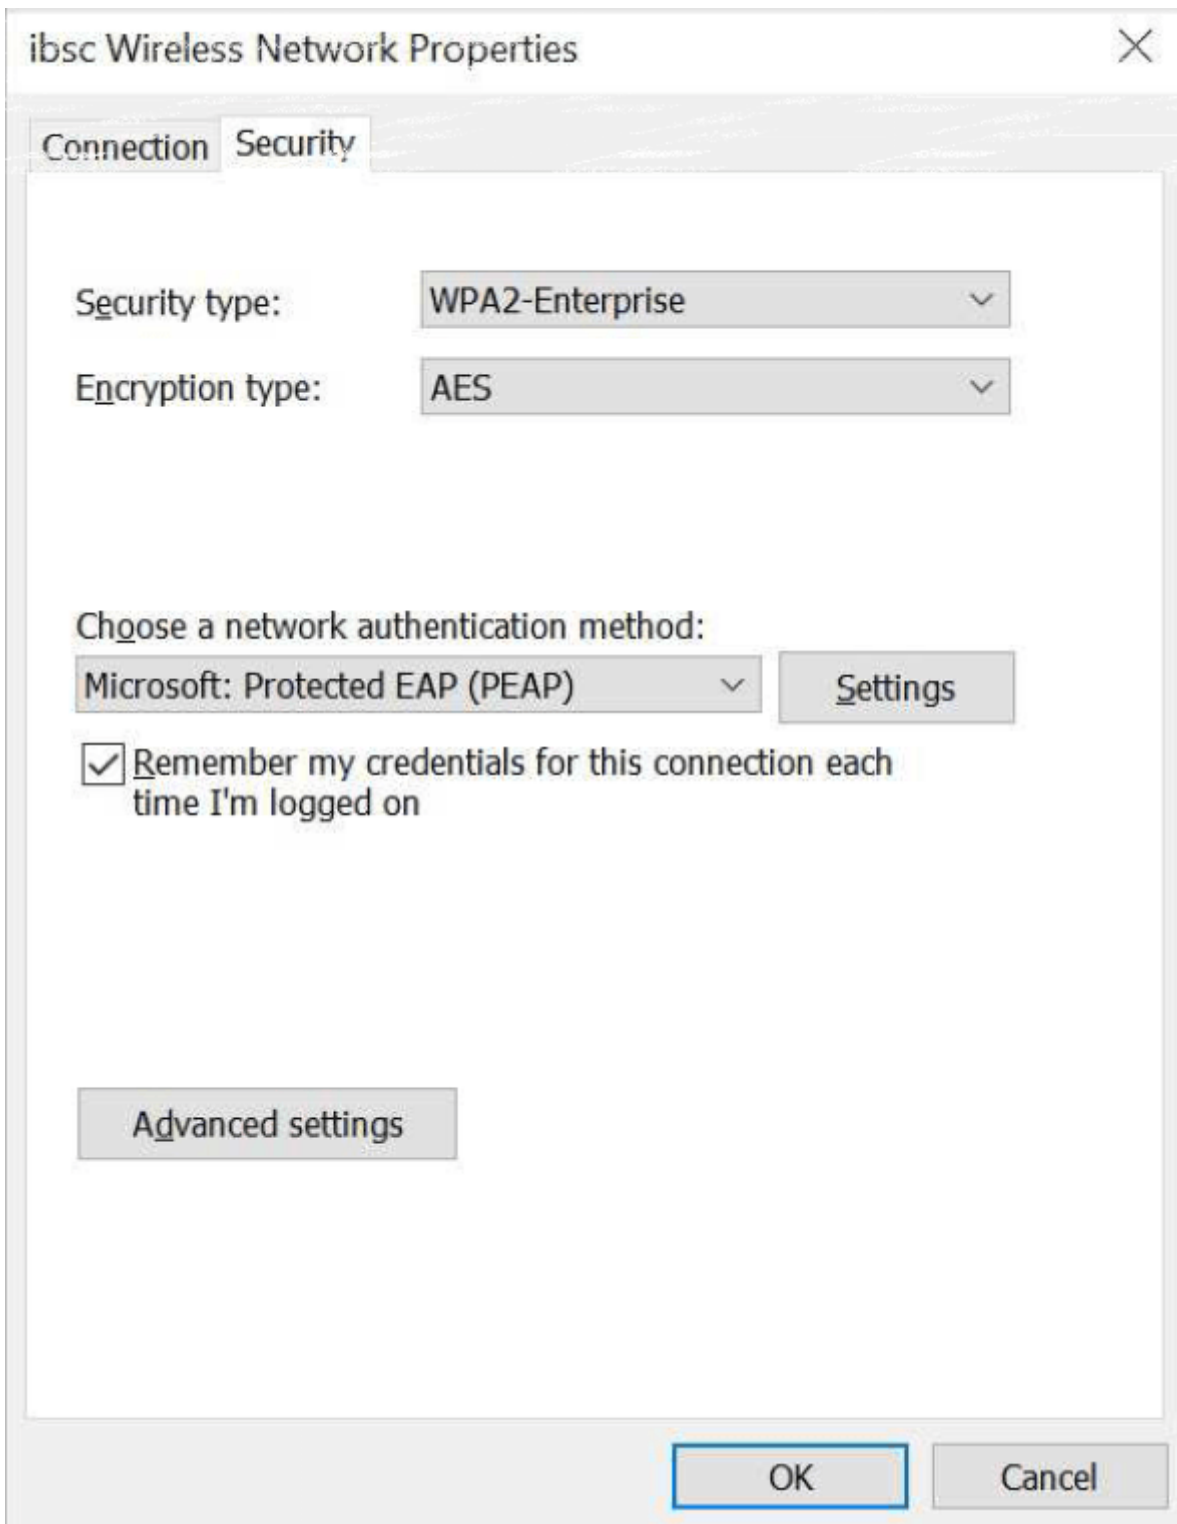 ibsc Wireless Network Properties
Connection Security
Security type: WPA2-Enterprise
Encryption type: AES
Choose a network authentication method:
Microsoft: Protected EAP (PEAP) Settings
Remember my credentials for this connection each
time I'm logged on
Advanced settings
OK Cancel